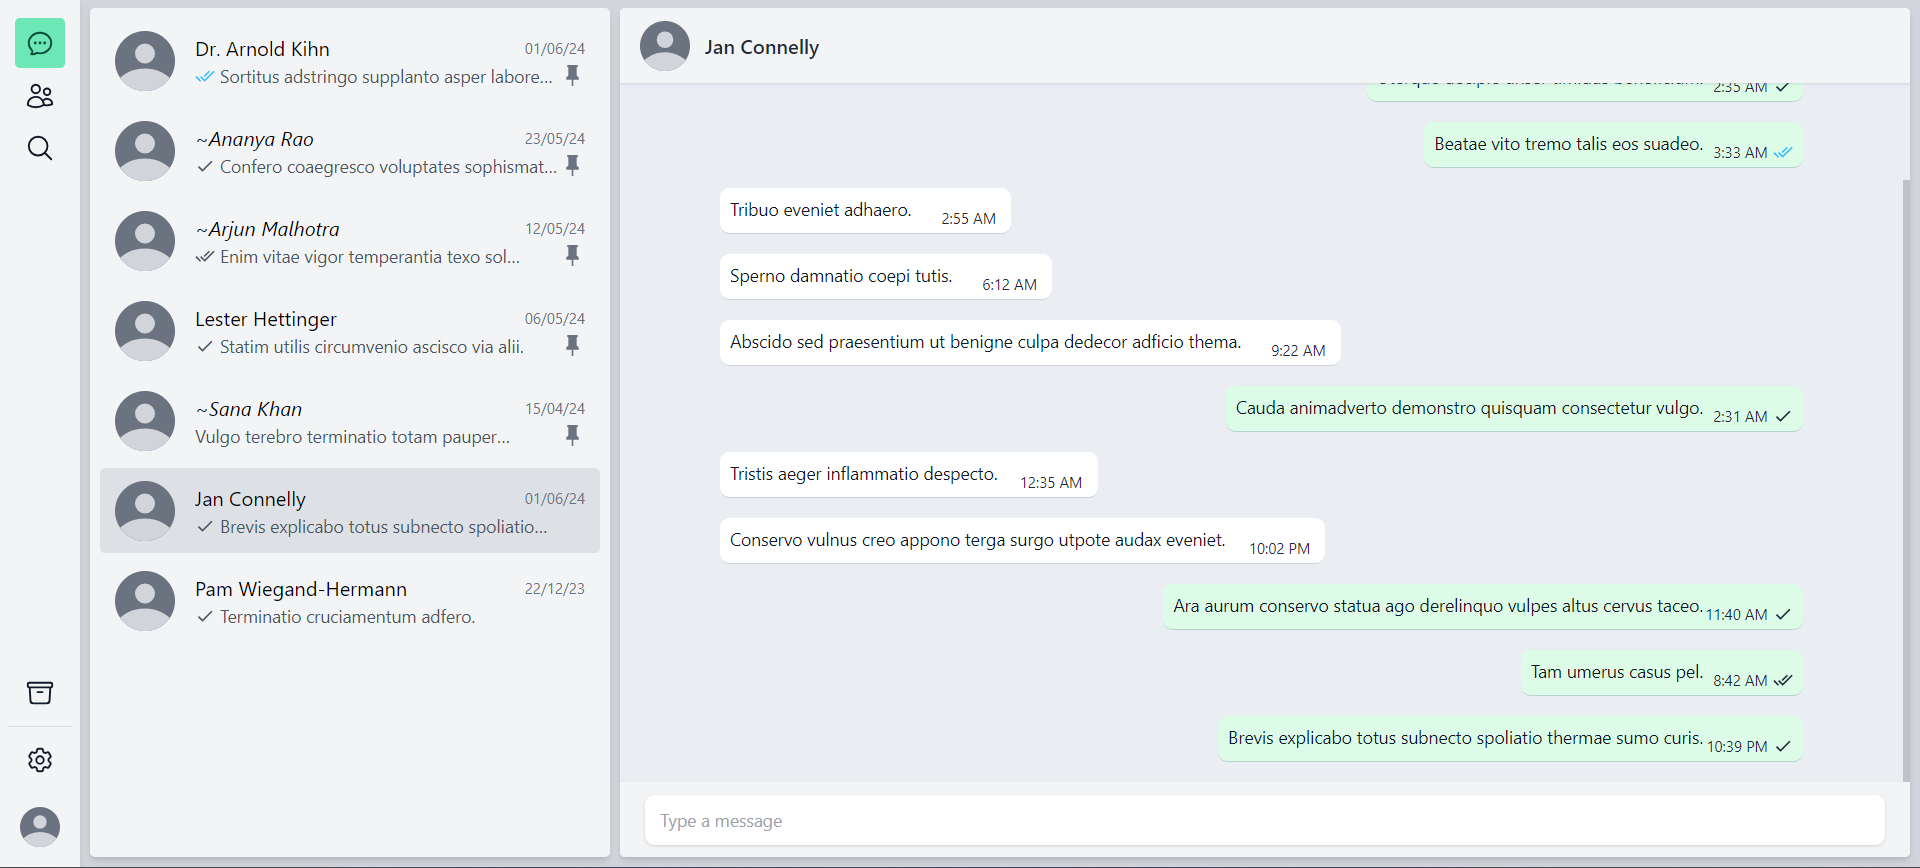 Dr. Arnold Kihn
01/06/24
Sortitus adstringo supplanto asper labore...
~Ananya Rao
23/05/24
Confero coaegresco voluptates sophismat...
~Arjun Malhotra
12/05/24
Enim vitae vigor temperantia texo sol...
Lester Hettinger
06/05/24
Statim utilis circumvenio ascisco via alii.
~Sana Khan
15/04/24
Vulgo terebro terminatio totam pauper...
Jan Connelly
01/06/24
Brevis explicabo totus subnecto spoliatio...
Pam Wiegand-Hermann
22/12/23
Terminatio cruciamentum adfero.
Jan Connelly
2:35 AM
Beatae vito tremo talis eos suadeo. 3:33 AM
Tribuo eveniet adhaero. 2:55 AM
Sperno damnatio coepi tutis. 6:12 AM
Abscido sed praesentium ut benigne culpa dedecor adficio thema. 9:22 AM
Cauda animadverto demonstro quisquam consectetur vulgo. 2:31 AM
Tristis aeger inflammatio despecto. 12:35 AM
Conservo vulnus creo appono terga surgo utpote audax eveniet. 10:02 PM
Ara aurum conservo statua ago derelinquo vulpes altus cervus taceo. 11:40 AM
Tam umerus casus pel. 8:42 AM
Brevis explicabo totus subnecto spoliatio thermae sumo curis. 10:39 PM
Type a message